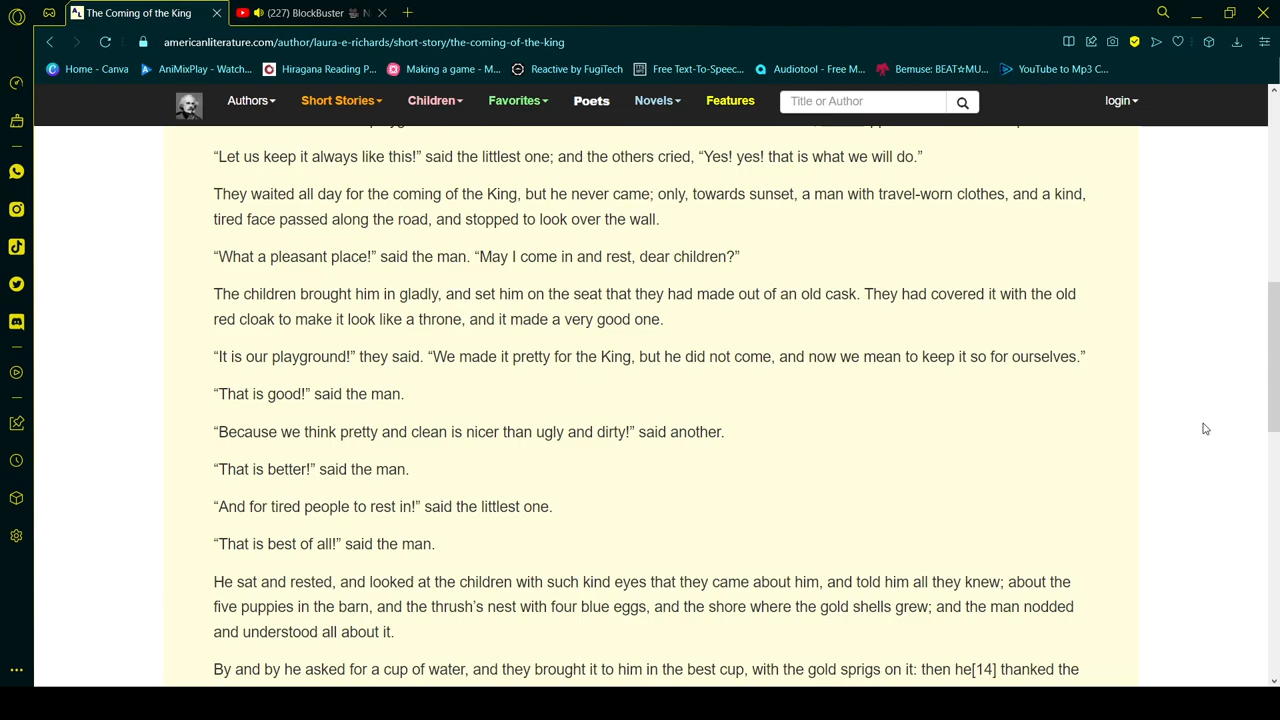 The Coming of the King
(227) BlockBuster
americanliterature.com/author/laura-e-richards/short-story/the-coming-of-the-king
Home - Canva
AniMixPlay - Watch...
Hiragana Reading P...
Making a game - M...
Reactive by FugiTech
Free Text-To-Speec...
Audiotool - Free M...
Bemuse: BEAT☆MU...
YouTube to Mp3 C...
Authors
Short Stories
Children
Favorites
Poets
Novels
Features
Title or Author
login
“Let us keep it always like this!” said the littlest one; and the others cried, “Yes! yes! that is what we will do.”
They waited all day for the coming of the King, but he never came; only, towards sunset, a man with travel-worn clothes, and a kind,
tired face passed along the road, and stopped to look over the wall.
“What a pleasant place!” said the man. “May I come in and rest, dear children?”
The children brought him in gladly, and set him on the seat that they had made out of an old cask. They had covered it with the old
red cloak to make it look like a throne, and it made a very good one.
“It is our playground!” they said. “We made it pretty for the King, but he did not come, and now we mean to keep it so for ourselves.”
“That is good!” said the man.
“Because we think pretty and clean is nicer than ugly and dirty!” said another.
“That is better!” said the man.
“And for tired people to rest in!” said the littlest one.
“That is best of all!” said the man.
He sat and rested, and looked at the children with such kind eyes that they came about him, and told him all they knew; about the
five puppies in the barn, and the thrush’s nest with four blue eggs, and the shore where the gold shells grew; and the man nodded
and understood all about it.
By and by he asked for a cup of water, and they brought it to him in the best cup, with the gold sprigs on it: then he[14] thanked the